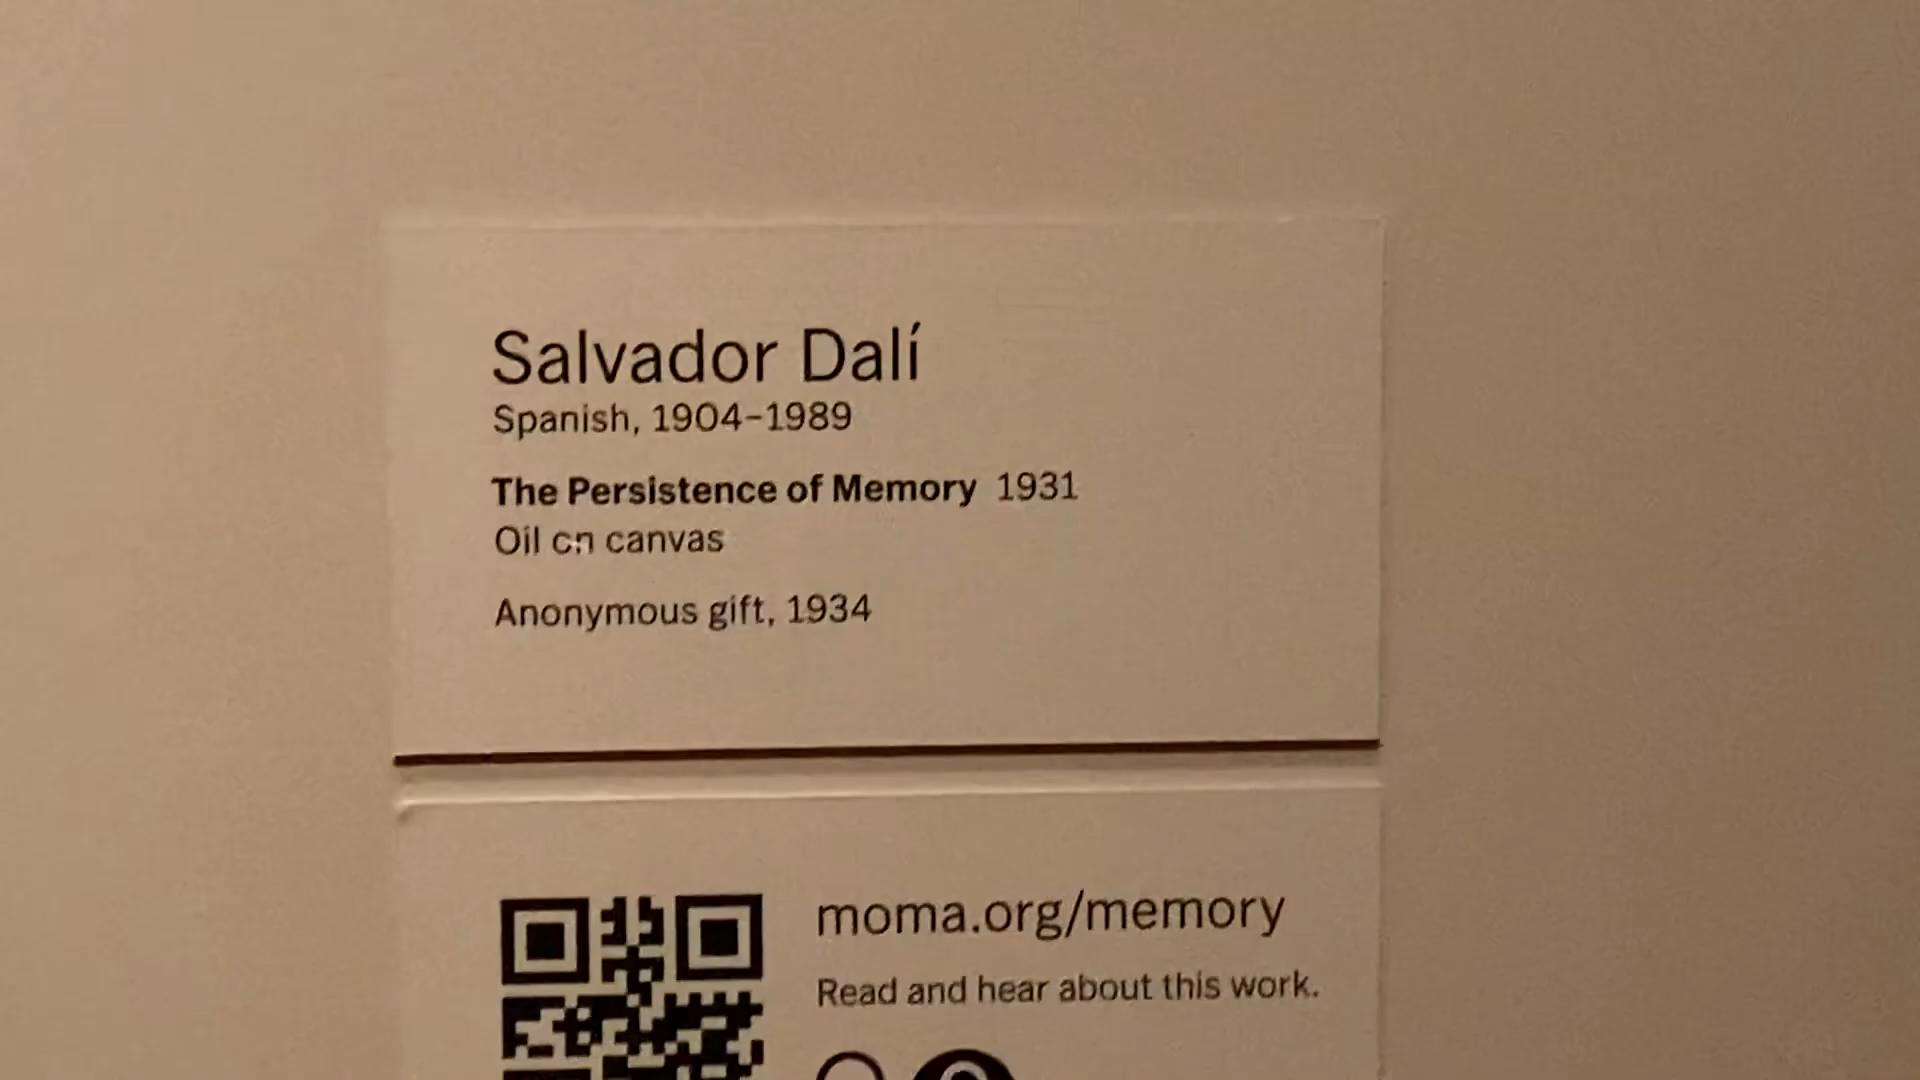 Salvador Dalí
Spanish, 1904–1989
The Persistence of Memory 1931
Oil on canvas
Anonymous gift, 1934
moma.org/memory
Read and hear about this work.